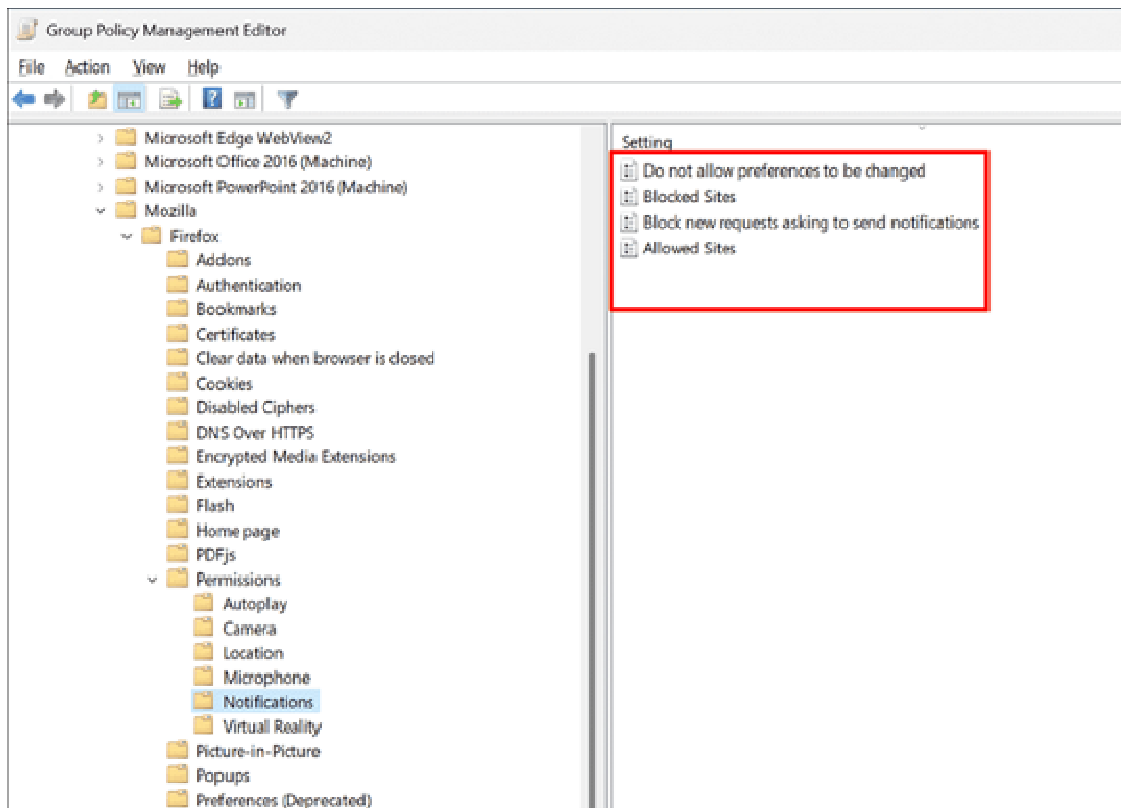 Group Policy Management Editor
File Action View Help
Microsoft Edge WebView2
Microsoft Office 2016 (Machine)
Microsoft PowerPoint 2016 (Machine)
Mozilla
Firefox
Addons
Authentication
Bookmarks
Certificates
Clear data when browser is closed
Cookies
Disabled Ciphers
DNS Over HTTPS
Encrypted Media Extensions
Extensions
Flash
Home page
PDFjs
Permissions
Autoplay
Camera
Location
Microphone
Notifications
Virtual Reality
Picture-in-Picture
Popups
Preferences (Deprecated)
Setting
Do not allow preferences to be changed
Blocked Sites
Block new requests asking to send notifications
Allowed Sites